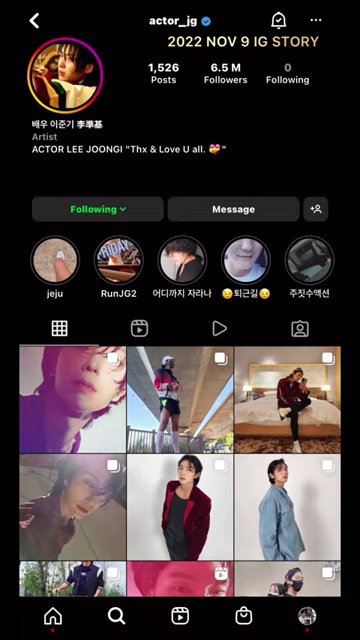 actor_jg
2022 NOV 9 IG STORY
1,526
Posts
6.5 M
Followers
0
Following
배우 이준기 李準基
Artist
ACTOR LEE JOONGI "Thx & Love U all. 💝"
Following
Message
FRIDAY
jeju
RunJG2
어디까지 자라나
😉퇴근길😉
주짓수액션